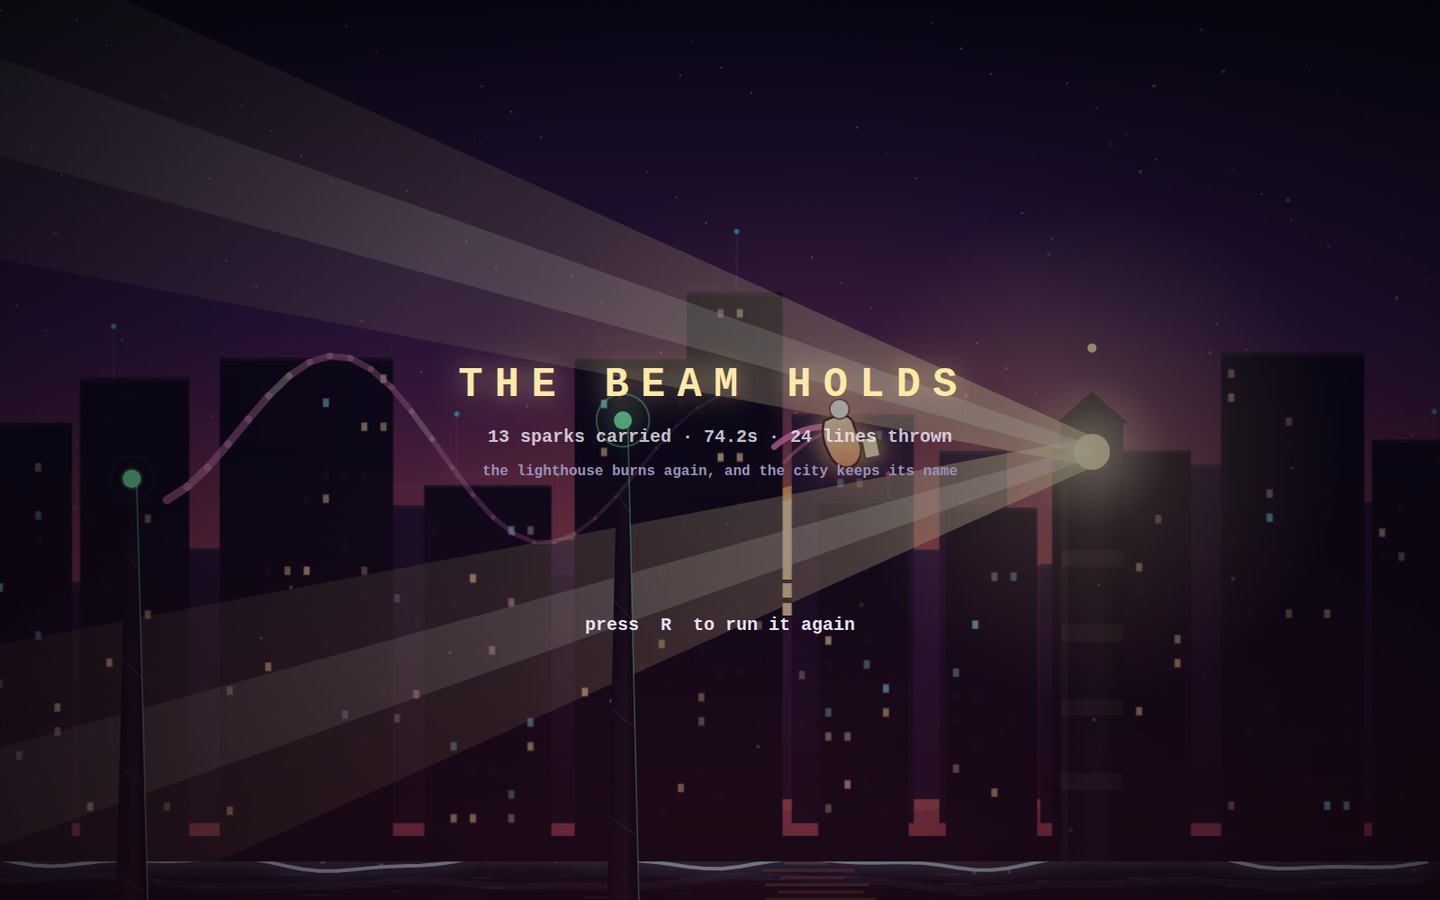 THE BEAM HOLDS
13 sparks carried · 74.2s · 24 lines thrown
the lighthouse burns again, and the city keeps its name
press R to run it again